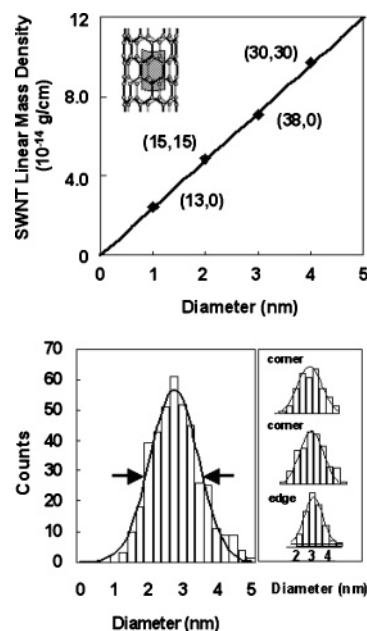 12
8.0
4.0
0
SWNT Linear Mass Density
(10⁻¹⁴ g/cm)
(30,30)
(15,15)
(38,0)
(13,0)
0 1 2 3 4 5
Diameter (nm)
70
60
50
40
30
20
10
0
Counts
0 1 2 3 4 5
Diameter (nm)
corner
corner
edge
2 3 4
Diameter (nm)